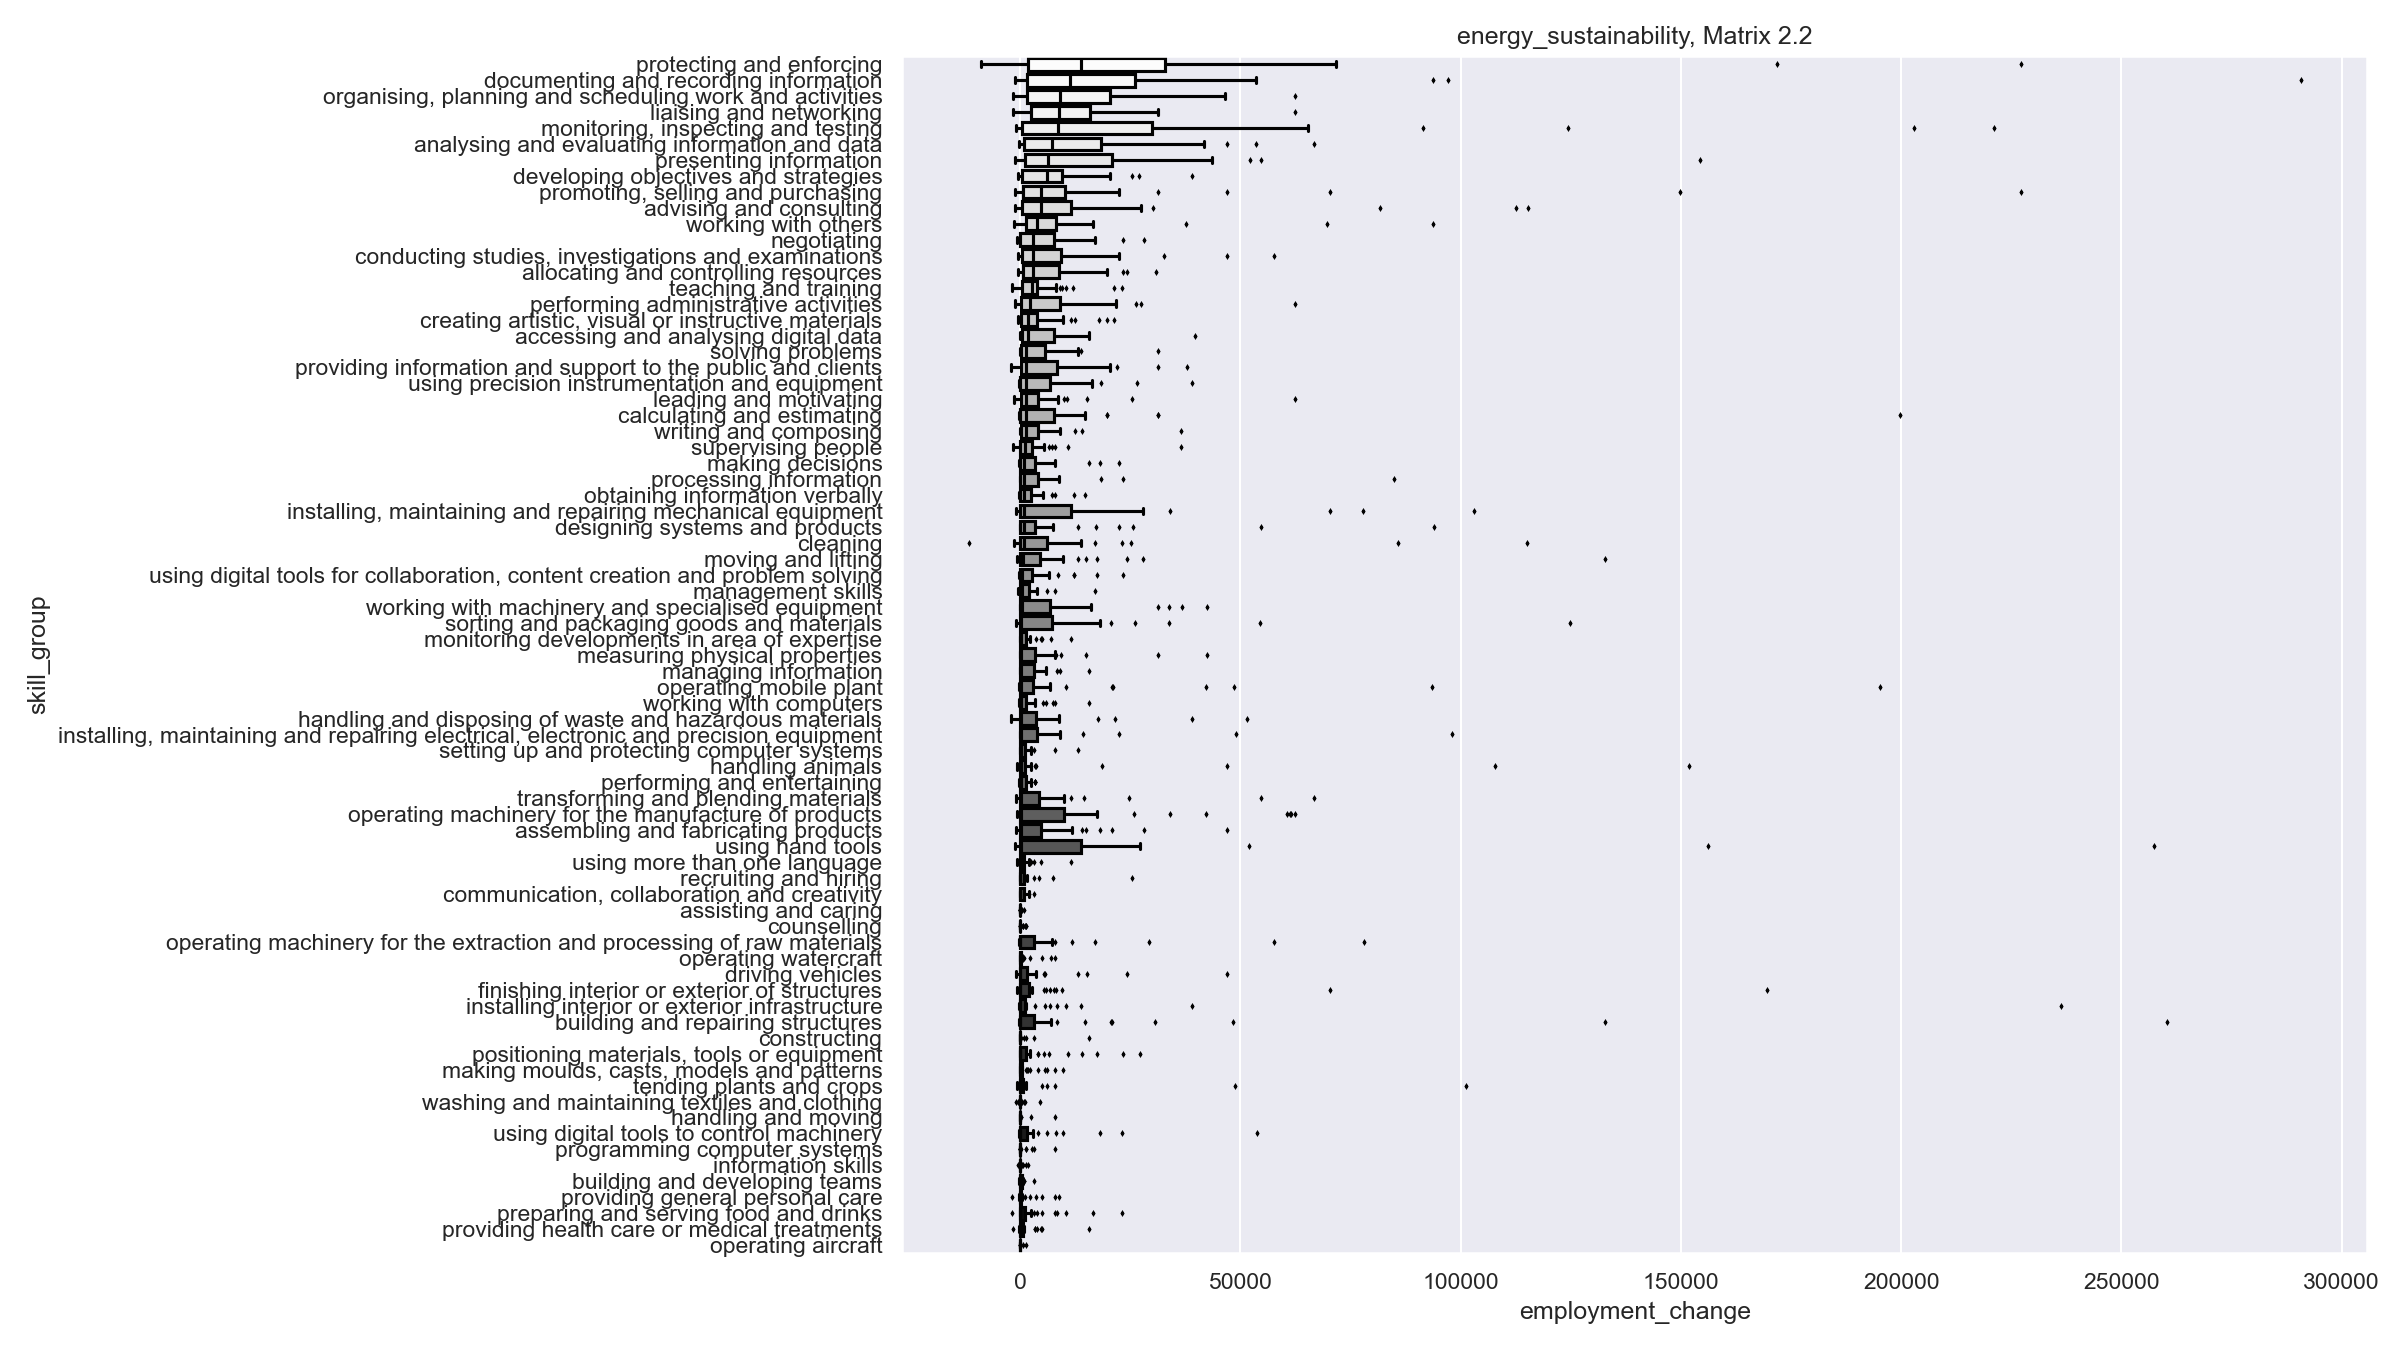 energy_sustainability, Matrix 2.2
protecting and enforcing
documenting and recording information
organising, planning and scheduling work and activities
liaising and networking
monitoring, inspecting and testing
analysing and evaluating information and data
presenting information
developing objectives and strategies
promoting, selling and purchasing
advising and consulting
working with others
negotiating
conducting studies, investigations and examinations
allocating and controlling resources
teaching and training
performing administrative activities
creating artistic, visual or instructive materials
accessing and analysing digital data
solving problems
providing information and support to the public and clients
using precision instrumentation and equipment
leading and motivating
calculating and estimating
writing and composing
supervising people
making decisions
processing information
obtaining information verbally
installing, maintaining and repairing mechanical equipment
designing systems and products
cleaning
moving and lifting
using digital tools for collaboration, content creation and problem solving
management skills
working with machinery and specialised equipment
sorting and packaging goods and materials
monitoring developments in area of expertise
measuring physical properties
managing information
operating mobile plant
working with computers
handling and disposing of waste and hazardous materials
installing, maintaining and repairing electrical, electronic and precision equipment
setting up and protecting computer systems
handling animals
performing and entertaining
transforming and blending materials
operating machinery for the manufacture of products
assembling and fabricating products
using hand tools
using more than one language
recruiting and hiring
communication, collaboration and creativity
assisting and caring
counselling
operating machinery for the extraction and processing of raw materials
operating watercraft
driving vehicles
finishing interior or exterior of structures
installing interior or exterior infrastructure
building and repairing structures
constructing
positioning materials, tools or equipment
making moulds, casts, models and patterns
tending plants and crops
washing and maintaining textiles and clothing
handling and moving
using digital tools to control machinery
programming computer systems
information skills
building and developing teams
providing general personal care
preparing and serving food and drinks
providing health care or medical treatments
operating aircraft
skill_group
0 50000 100000 150000 200000 250000 300000
employment_change